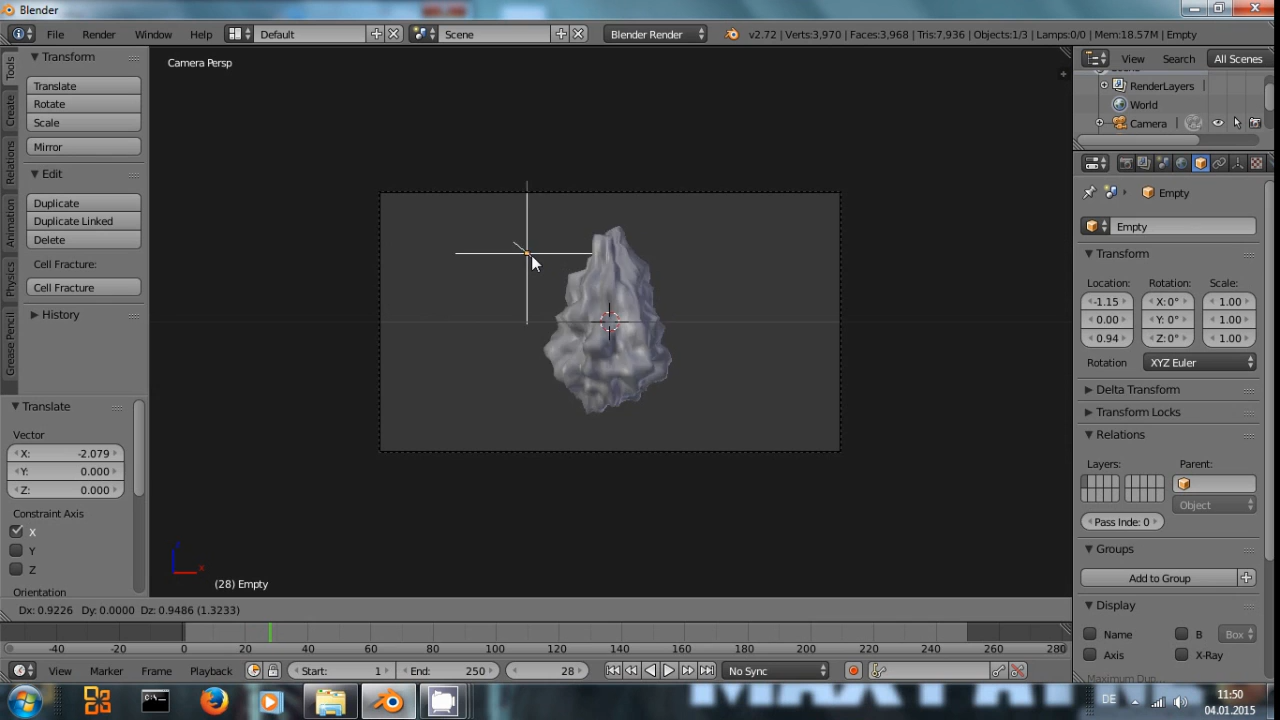 Blender
File Render Window Help Default Scene Blender Render v2.72 | Verts:3,970 | Faces:3,968 | Tris:7,936 | Objects:1/3 | Lamps:0/0 | Mem:18.57M | Empty
Tools
Create
Relations
Animation
Physics
Grease Pencil
Transform
Translate
Rotate
Scale
Mirror
Edit
Duplicate
Duplicate Linked
Delete
Cell Fracture:
Cell Fracture
History
Translate
Vector
X: -2.079
Y: 0.000
Z: 0.000
Constraint Axis
X
Y
Z
Orientation
Camera Persp
(28) Empty
Dx: 0.9226 Dy: 0.0000 Dz: 0.9486 (1.3233)
View Search All Scenes
RenderLayers
World
Camera
Empty
Empty
Transform
Location: Rotation: Scale:
-1.15 X: 0° 1.00
0.00 Y: 0° 1.00
0.94 Z: 0° 1.00
Rotation XYZ Euler
Delta Transform
Transform Locks
Relations
Layers: Parent:
Object
Pass Inde: 0
Groups
Add to Group
Display
Name B Box
Axis X-Ray
-40 -20 0 20 40 60 80 100 120 140 160 180 200 220 240 260 280
View Marker Frame Playback Start: 1 End: 250 28 No Sync
DE 11:50
04.01.2015